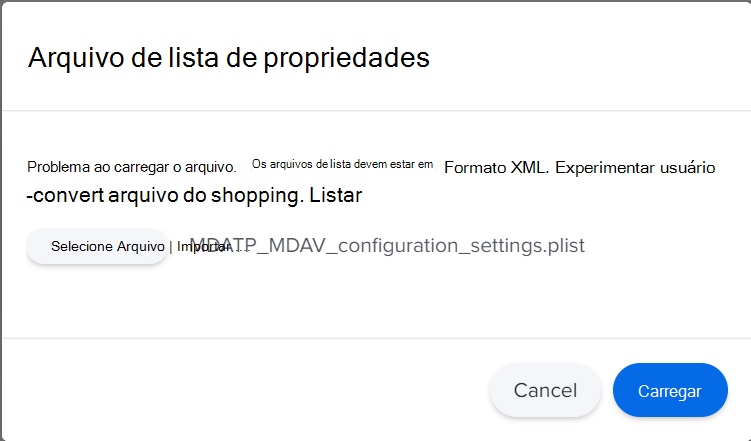 Arquivo de lista de propriedades
Problema ao carregar o arquivo. Os arquivos de lista devem estar em Formato XML. Experimentar usuário
-convert arquivo do shopping. Listar
Selecione Arquivo | Importar... MDATP_MDAV_configuration_settings.plist
Cancel Carregar